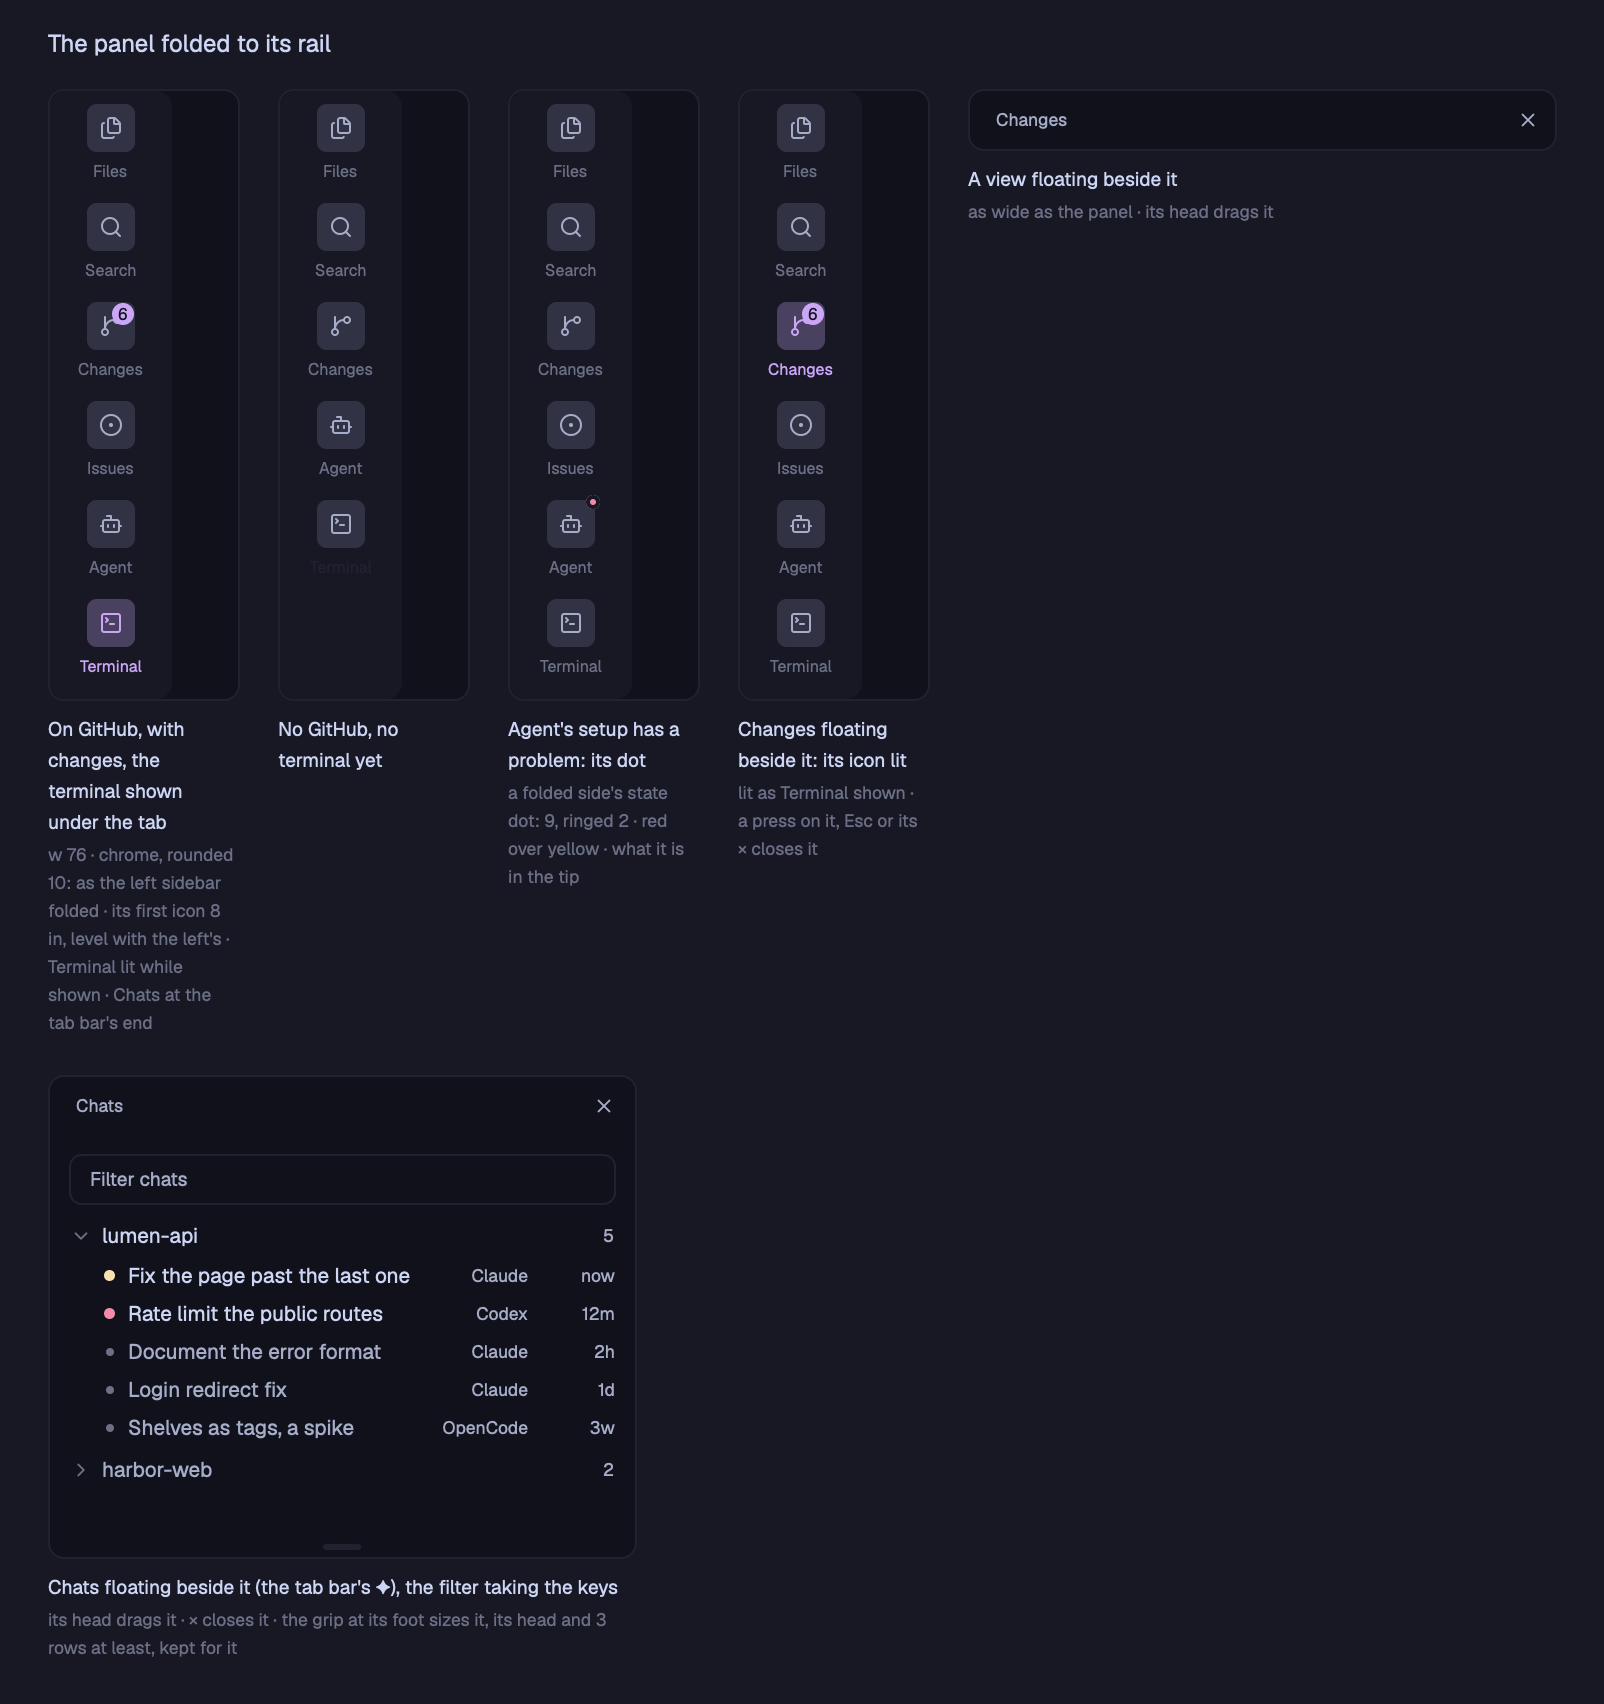 The panel folded to its rail
Files
Search
6
Changes
Issues
Agent
Terminal
On GitHub, with
changes, the
terminal shown
under the tab
w 76 · chrome, rounded
10: as the left sidebar
folded · its first icon 8
in, level with the left's ·
Terminal lit while
shown · Chats at the
tab bar's end
Files
Search
Changes
Agent
Terminal
No GitHub, no
terminal yet
Files
Search
Changes
Issues
Agent
Terminal
Agent's setup has a
problem: its dot
a folded side's state
dot: 9, ringed 2 · red
over yellow · what it is
in the tip
Files
Search
6
Changes
Issues
Agent
Terminal
Changes floating
beside it: its icon lit
lit as Terminal shown ·
a press on it, Esc or its
× closes it
Changes
A view floating beside it
as wide as the panel · its head drags it
Chats
Filter chats
lumen-api 5
Fix the page past the last one Claude now
Rate limit the public routes Codex 12m
Document the error format Claude 2h
Login redirect fix Claude 1d
Shelves as tags, a spike OpenCode 3w
harbor-web 2
Chats floating beside it (the tab bar's ✦), the filter taking the keys
its head drags it · × closes it · the grip at its foot sizes it, its head and 3
rows at least, kept for it